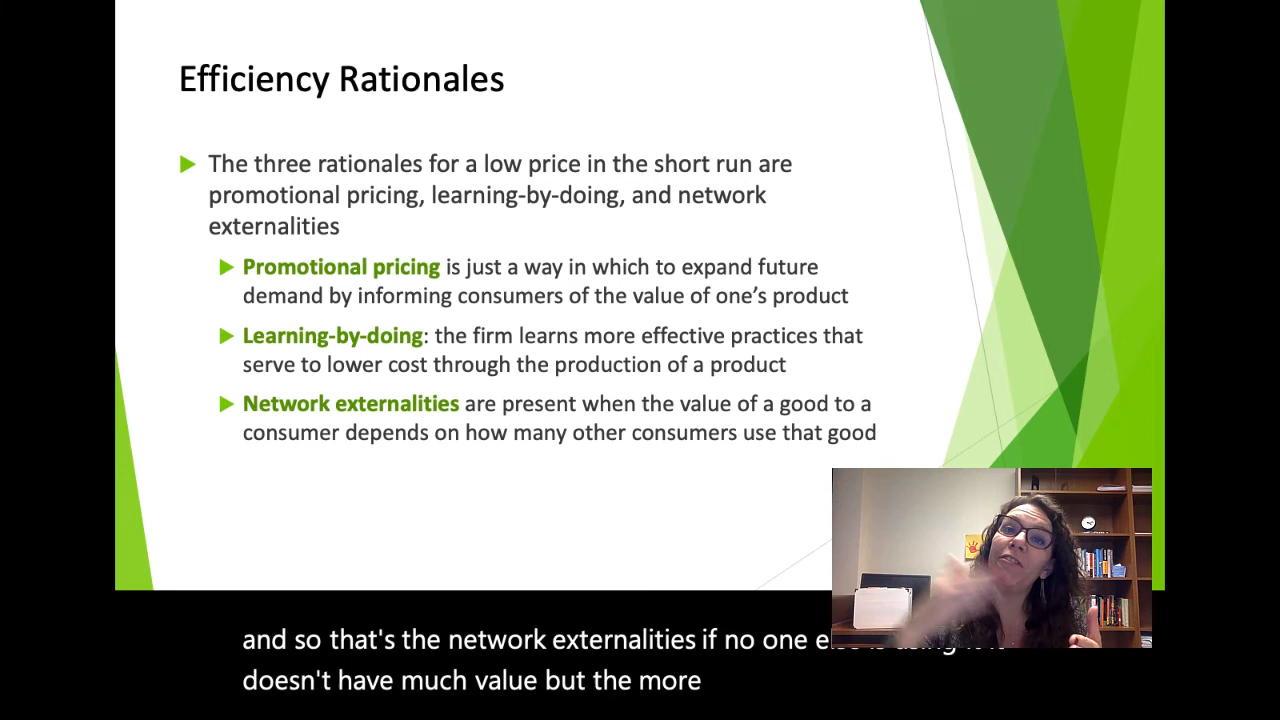 Efficiency Rationales
The three rationales for a low price in the short run are
promotional pricing, learning-by-doing, and network
externalities
Promotional pricing is just a way in which to expand future
demand by informing consumers of the value of one’s product
Learning-by-doing: the firm learns more effective practices that
serve to lower cost through the production of a product
Network externalities are present when the value of a good to a
consumer depends on how many other consumers use that good
and so that's the network externalities if no one
doesn't have much value but the more